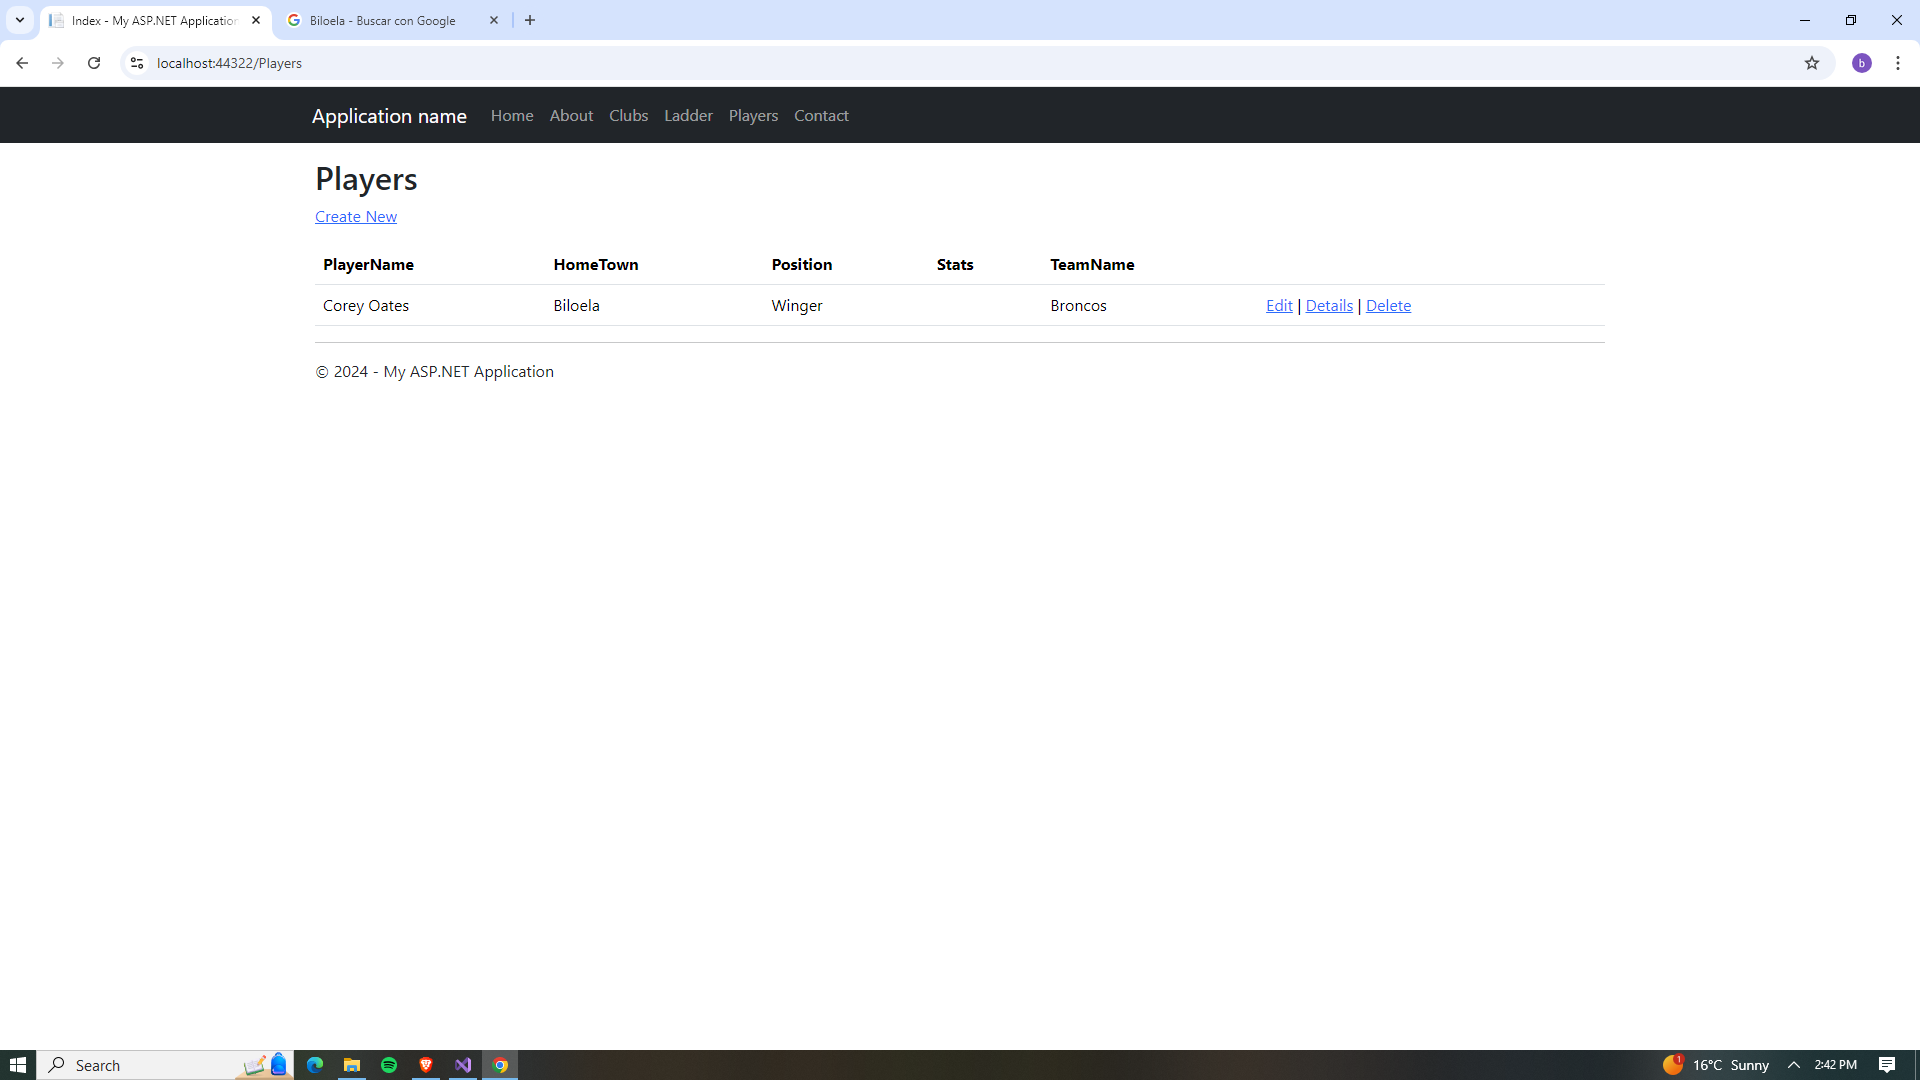 Index - My ASP.NET Application
Biloela - Buscar con Google
localhost:44322/Players
b
Application name Home About Clubs Ladder Players Contact
Players
Create New
PlayerName HomeTown Position Stats TeamName
Corey Oates Biloela Winger Broncos Edit | Details | Delete
© 2024 - My ASP.NET Application
Search
1
16°C Sunny
2:42 PM